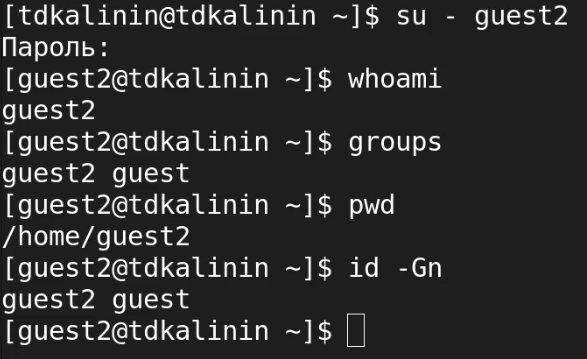 [tdkalinin@tdkalinin ~]$ su - guest2
Пароль:
[guest2@tdkalinin ~]$ whoami
guest2
[guest2@tdkalinin ~]$ groups
guest2 guest
[guest2@tdkalinin ~]$ pwd
/home/guest2
[guest2@tdkalinin ~]$ id -Gn
guest2 guest
[guest2@tdkalinin ~]$